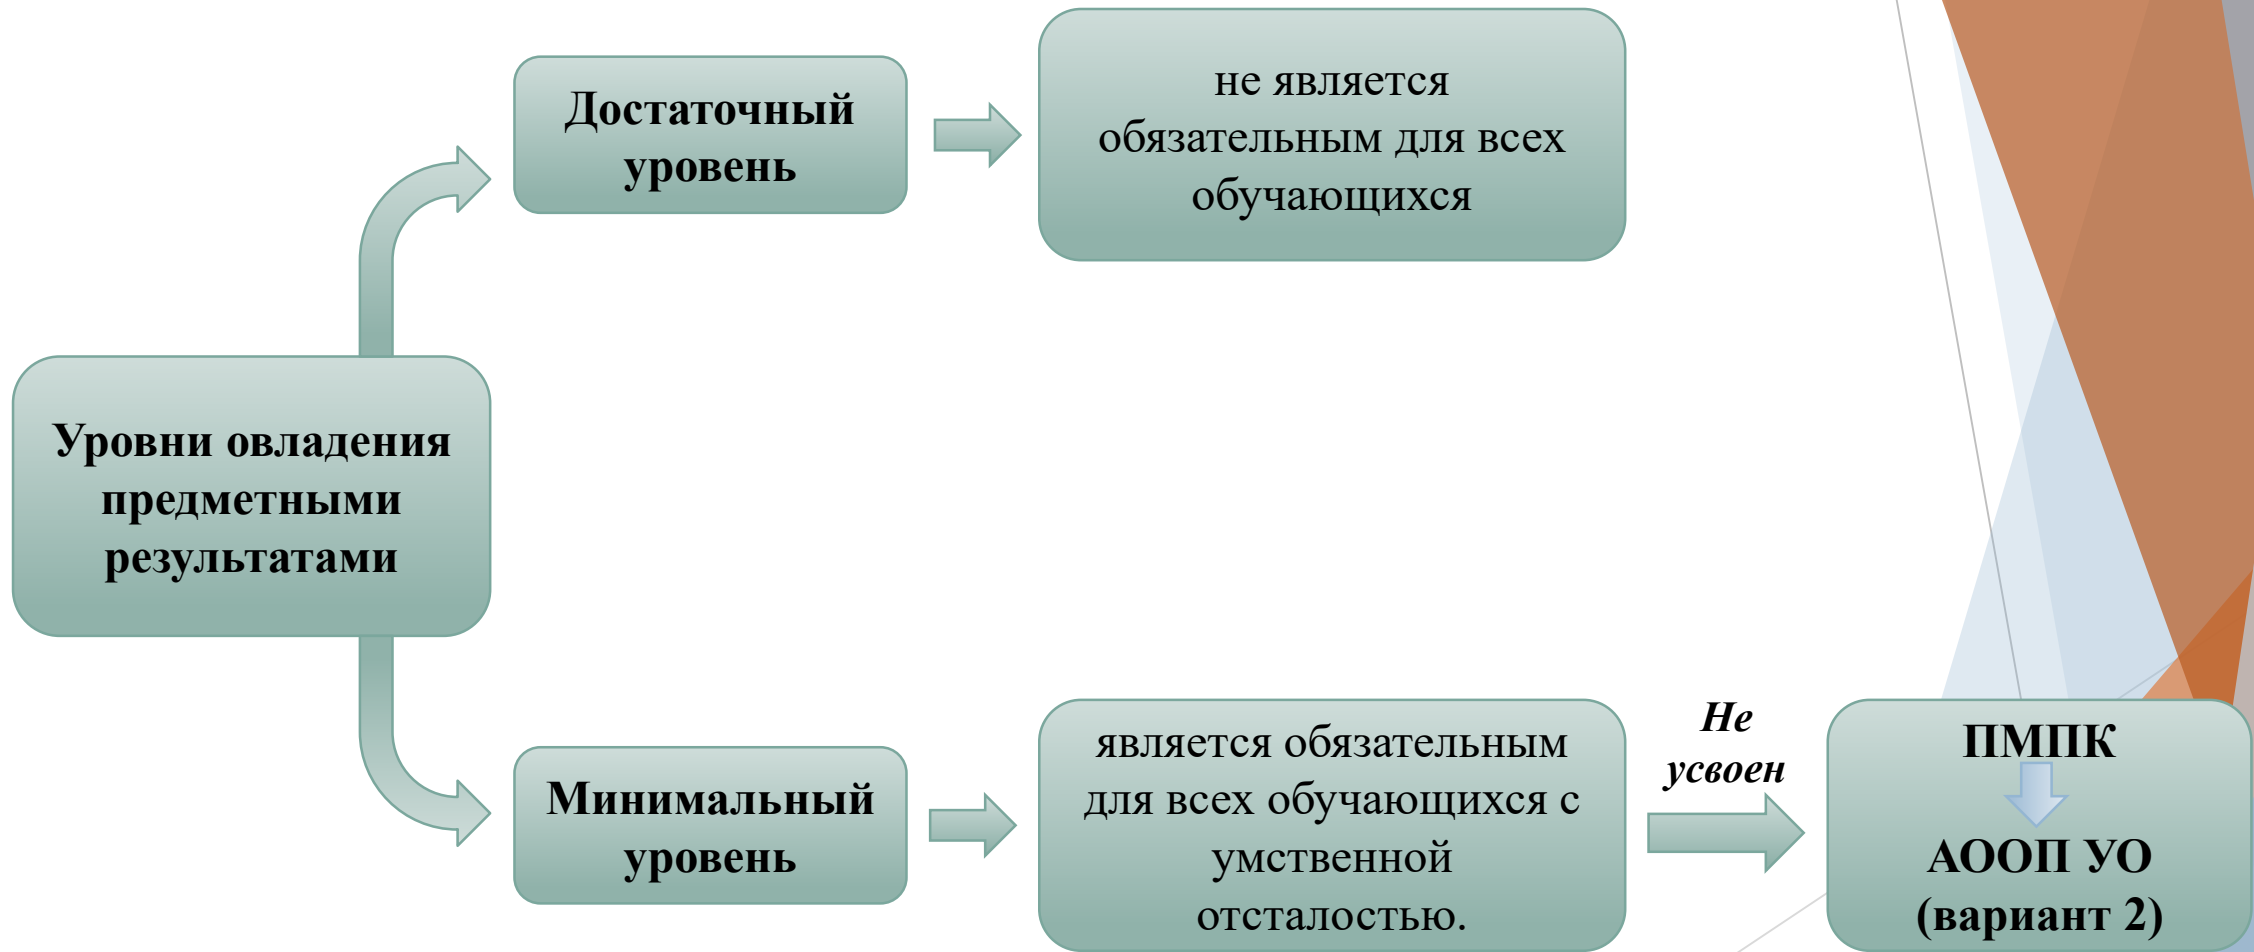 Достаточный
уровень
не является
обязательным для всех
обучающихся
Уровни овладения
предметными
результатами
Минимальный
уровень
является обязательным
для всех обучающихся с
умственной
отсталостью.
Не
усвоен
ПМПК
АООП УО
(вариант 2)